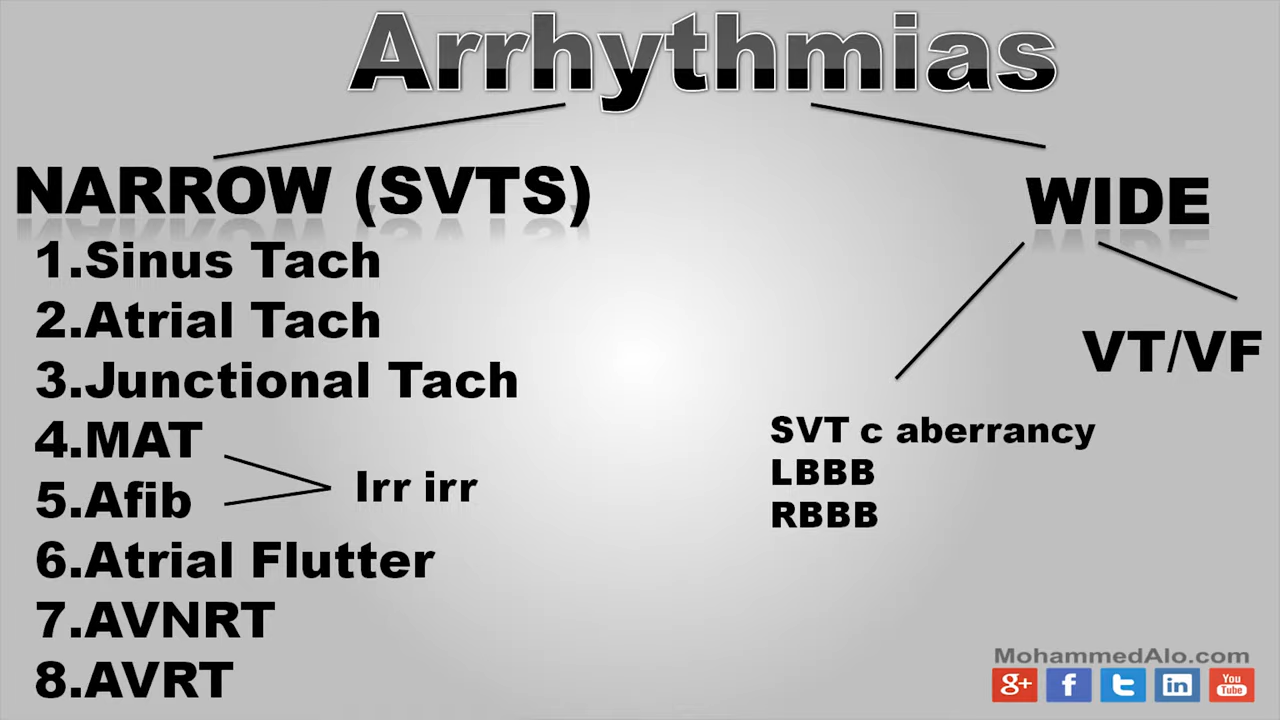 Arrhythmias
NARROW (SVTS)
1.Sinus Tach
2.Atrial Tach
3.Junctional Tach
4.MAT
5.Afib
Irr irr
6.Atrial Flutter
7.AVNRT
8.AVRT
WIDE
VT/VF
SVT c aberrancy
LBBB
RBBB
MohammedAlo.com
g+ f in You Tube